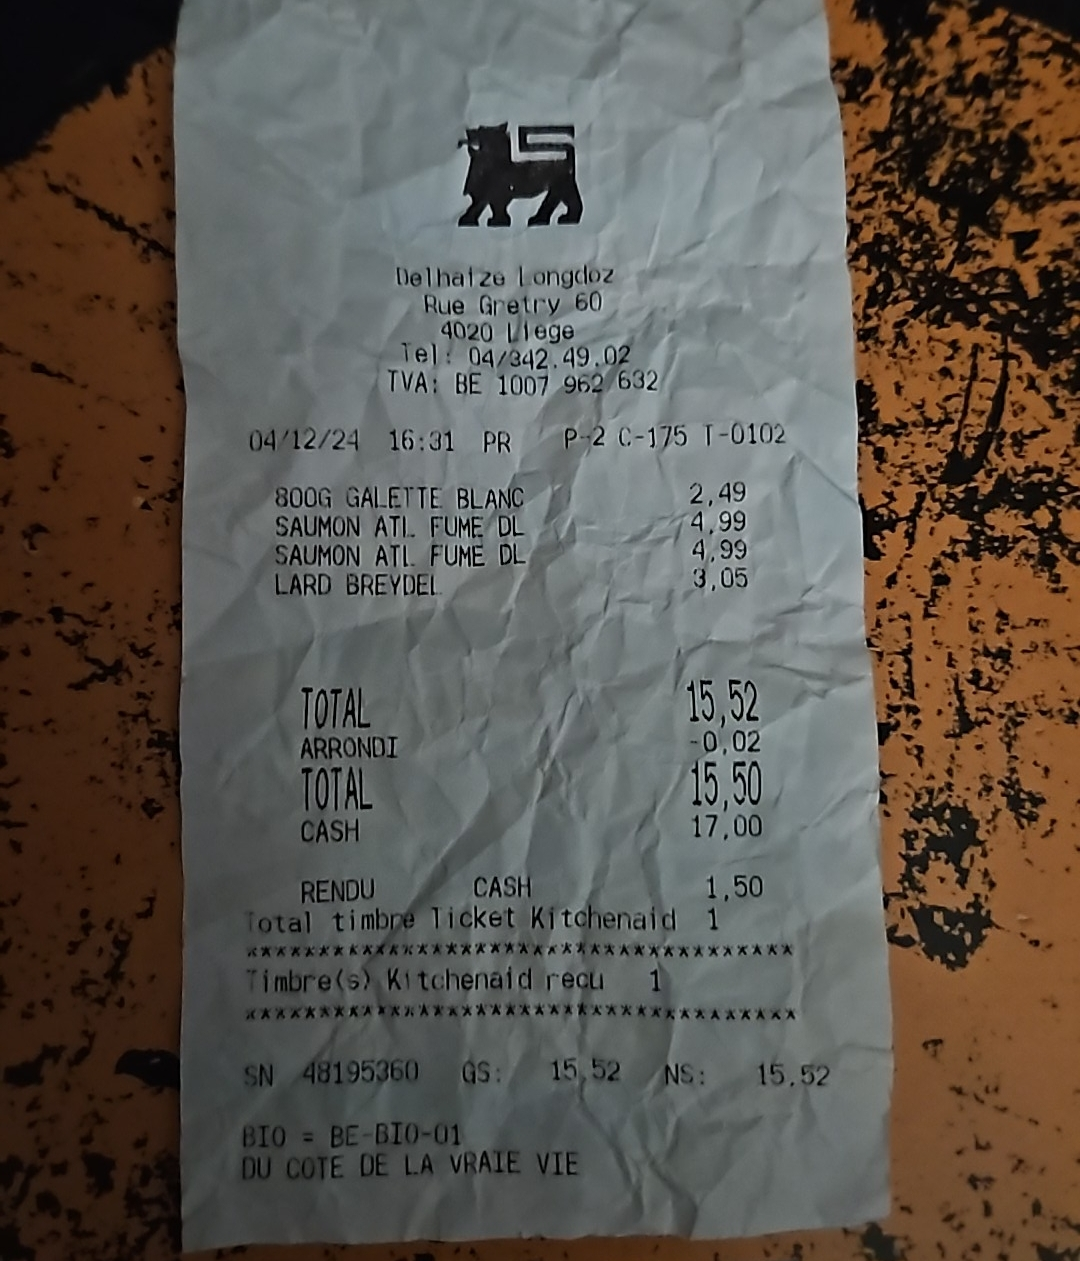 Delhaize Longdoz
Rue Gretry 60
4020 Liege
Tel: 04/342.49.02
TVA: BE 1007 962 632
04/12/24 16:31 PR P-2 C-175 T-0102
800G GALETTE BLANC 2,49
SAUMON ATL FUME DL 4,99
SAUMON ATL FUME DL 4,99
LARD BREYDEL 3,05
TOTAL 15,52
ARRONDI -0,02
TOTAL 15,50
CASH 17,00
RENDU CASH 1,50
Total timbre Ticket Kitchenaid 1
**************************************
Timbre(s) Kitchenaid recu 1
**************************************
SN 48195360 GS: 15,52 NS: 15.52
BIO = BE-BIO-01
DU COTE DE LA VRAIE VIE